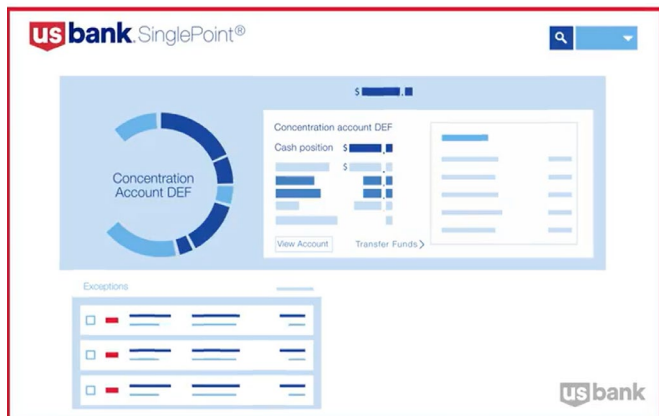 usbank. SinglePoint®
$
Concentration
Account DEF
Concentration account DEF
Cash position $
$
View Account
Transfer Funds
Exceptions
usbank